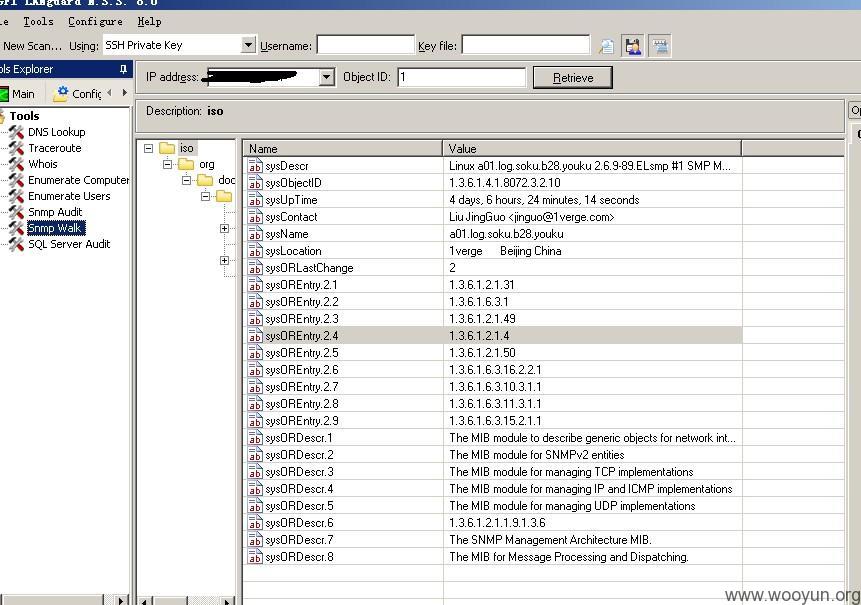 GFI LANguard N.S.S. 8.0
le Tools Configure Help
New Scan... Using: SSH Private Key Username: Key file:
ols Explorer
IP address: Object ID: 1 Retrieve
Main Config
Description: iso
Tools
DNS Lookup
Traceroute
Whois
Enumerate Computer
Enumerate Users
Snmp Audit
Snmp Walk
SQL Server Audit
iso
org
doc
Name Value
sysDescr Linux a01.log.soku.b28.youku 2.6.9-89.ELsmp #1 SMP M...
sysObjectID 1.3.6.1.4.1.8072.3.2.10
sysUpTime 4 days, 6 hours, 24 minutes, 14 seconds
sysContact Liu JingGuo <jinguo@1verge.com>
sysName a01.log.soku.b28.youku
sysLocation 1verge Beijing China
sysORLastChange 2
sysOREntry.2.1 1.3.6.1.2.1.31
sysOREntry.2.2 1.3.6.1.6.3.1
sysOREntry.2.3 1.3.6.1.2.1.49
sysOREntry.2.4 1.3.6.1.2.1.4
sysOREntry.2.5 1.3.6.1.2.1.50
sysOREntry.2.6 1.3.6.1.6.3.16.2.2.1
sysOREntry.2.7 1.3.6.1.6.3.10.3.1.1
sysOREntry.2.8 1.3.6.1.6.3.11.3.1.1
sysOREntry.2.9 1.3.6.1.6.3.15.2.1.1
sysORDescr.1 The MIB module to describe generic objects for network int...
sysORDescr.2 The MIB module for SNMPv2 entities
sysORDescr.3 The MIB module for managing TCP implementations
sysORDescr.4 The MIB module for managing IP and ICMP implementations
sysORDescr.5 The MIB module for managing UDP implementations
sysORDescr.6 1.3.6.1.2.1.1.9.1.3.6
sysORDescr.7 The SNMP Management Architecture MIB.
sysORDescr.8 The MIB for Message Processing and Dispatching.
www.wooyun.org